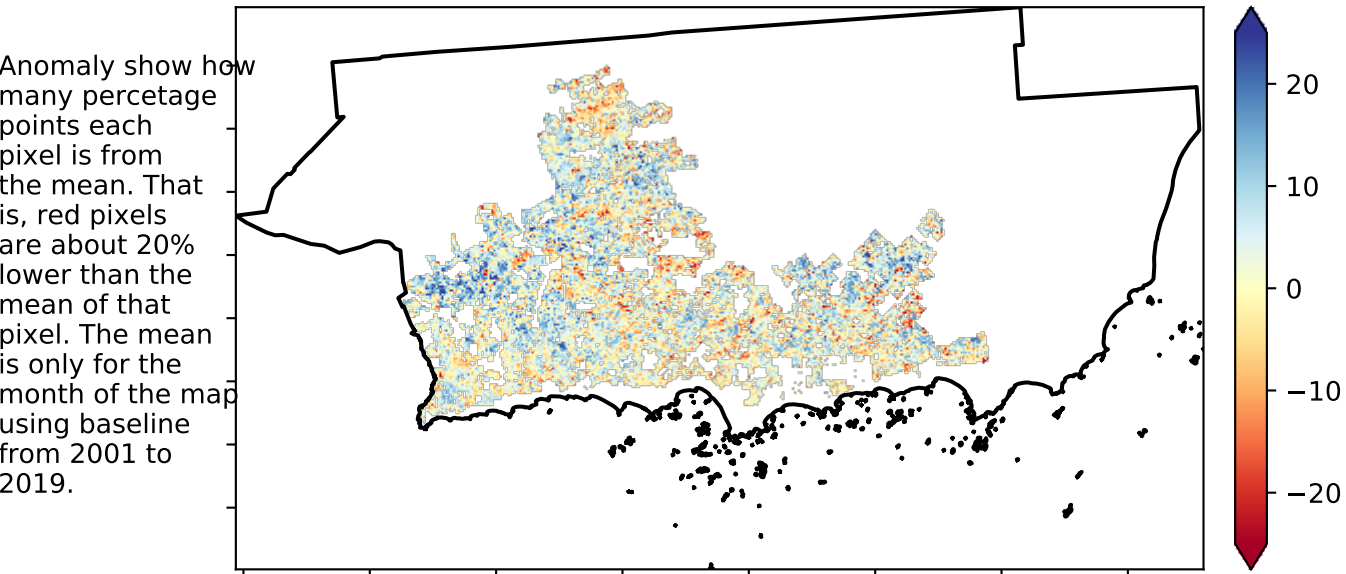 Anomaly show how
many percetage
points each
pixel is from
the mean. That
is, red pixels
are about 20%
lower than the
mean of that
pixel. The mean
is only for the
month of the map
using baseline
from 2001 to
2019.
20
10
0
−10
−20